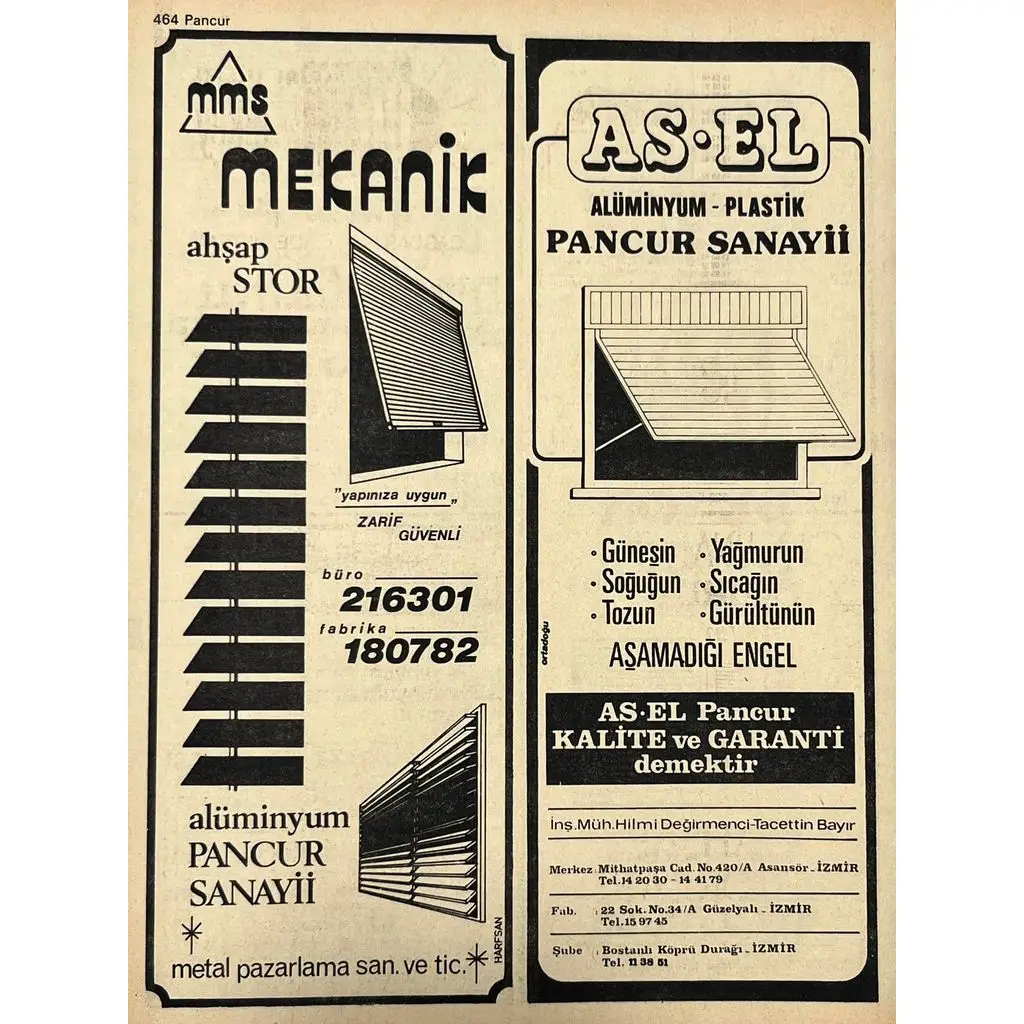 464 Pancur
mms
MEKANİK
ahşap
STOR
"yapınıza uygun„
ZARİF
GÜVENLİ
büro
216301
fabrika
180782
alüminyum
PANCUR
SANAYİİ
metal pazarlama san. ve tic.
HARFSAN
AS·EL
ALÜMİNYUM - PLASTİK
PANCUR SANAYİİ
• Güneşin • Yağmurun
• Soğuğun • Sıcağın
• Tozun • Gürültünün
AŞAMADIĞI ENGEL
ortadoğu
AS·EL Pancur
KALİTE ve GARANTİ
demektir
İnş.Müh.Hilmi Değirmenci-Tacettin Bayır
Merkez : Mithatpaşa Cad. No.420/A Asansör - İZMİR
Tel.14 20 30 - 14 41 79
Fab. : 22 Sok. No.34/A Güzelyalı - İZMİR
Tel.15 97 45
Şube : Bostanlı Köprü Durağı - İZMİR
Tel. 11 38 51